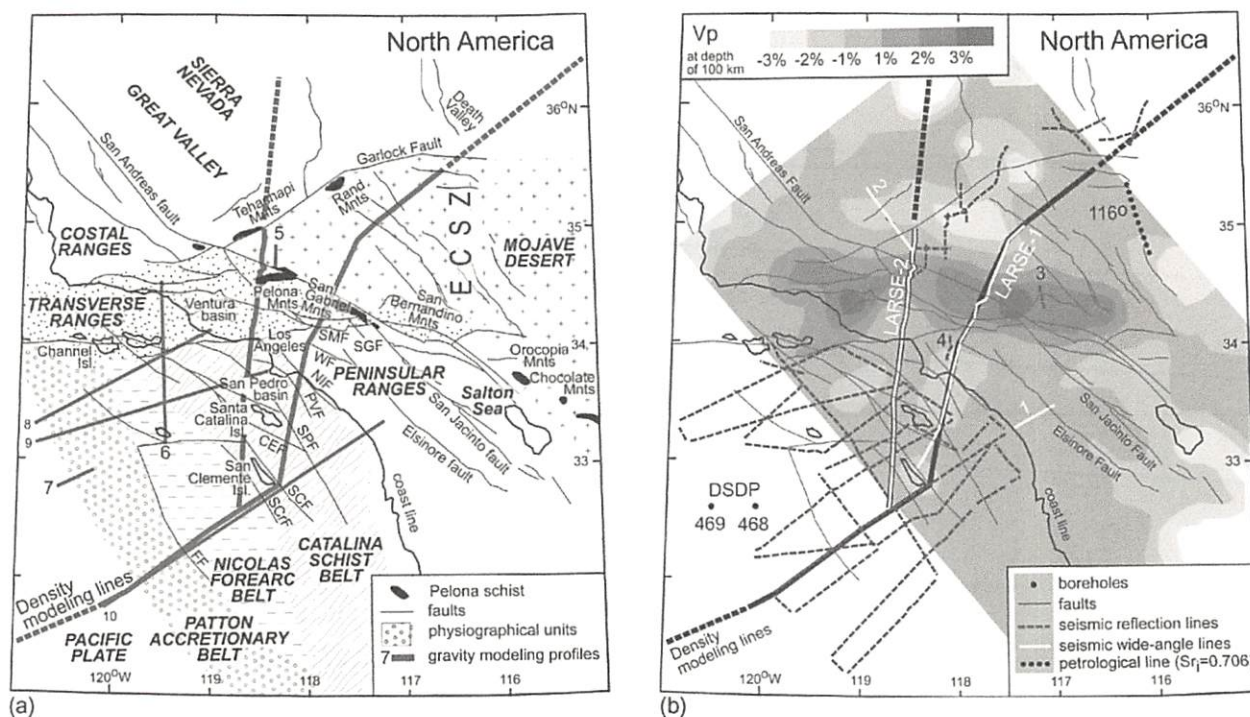 North America
SIERRA
NEVADA
GREAT VALLEY
San Andreas fault
Death
Valley
36°N
Garlock Fault
Tehachapi
Mnts
Rand
Mnts
35
5
COSTAL
RANGES
E C S Z
MOJAVE
DESERT
TRANSVERSE
RANGES
Ventura
basin
Pelona
Mnts
San
Gabriel
Mnts
San
Bernandino
Mnts
Channel
Isl.
Los
Angeles
SMF
SGF
34
WF
NIF
PVF
SPF
PENINSULAR
RANGES
Orocopia
Mnts
Chocolate
Mnts
Salton
Sea
San Pedro
basin
Santa
Catalina
Isl.
CEF
8
9
6
7
San Jacinto fault
Elsinore fault
33
San
Clemente
Isl.
SCF
SCrF
FF
coast line
CATALINA
SCHIST
BELT
NICOLAS
FOREARC
BELT
PATTON
ACCRETIONARY
BELT
PACIFIC
PLATE
Density
modeling lines
10
Pelona schist
faults
physiographical units
7 gravity modeling profiles
120°W
119
118
117
116
(a)
Vp
at depth
of 100 km
-3% -2% -1% 1% 2% 3%
North America
36°N
San Andreas Fault
35
116°
2
LARSE-2
LARSE-1
3
4
34
1
San Jacinto Fault
Elsinore Fault
33
coast line
DSDP
469 468
Density
modeling lines
boreholes
faults
seismic reflection lines
seismic wide-angle lines
petrological line (Sri=0.706)
120°W
119
118
117
116
(b)